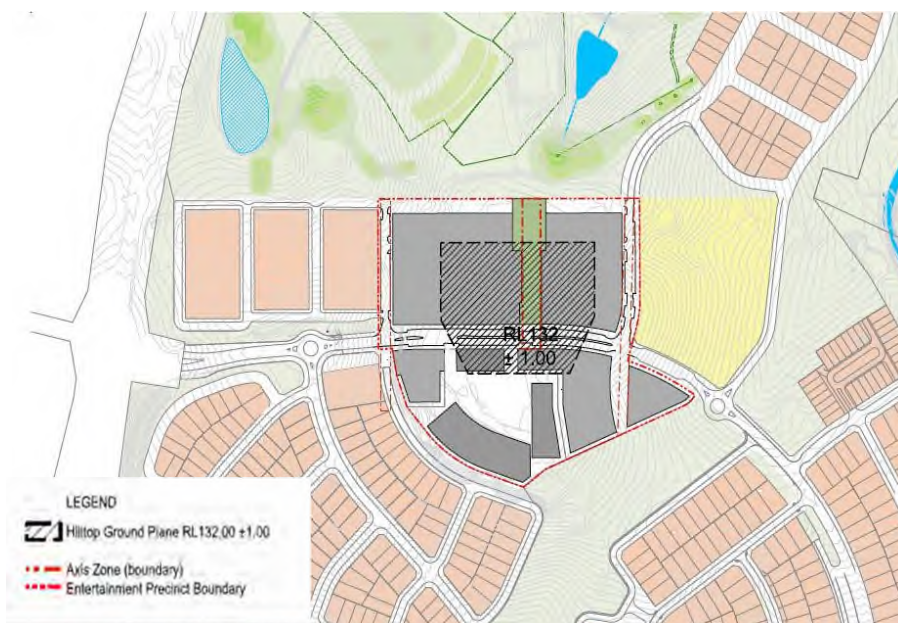 RL132
± 1.00
LEGEND
Hilltop Ground Plane RL132.00 ±1.00
Axis Zone (boundary)
Entertainment Precinct Boundary